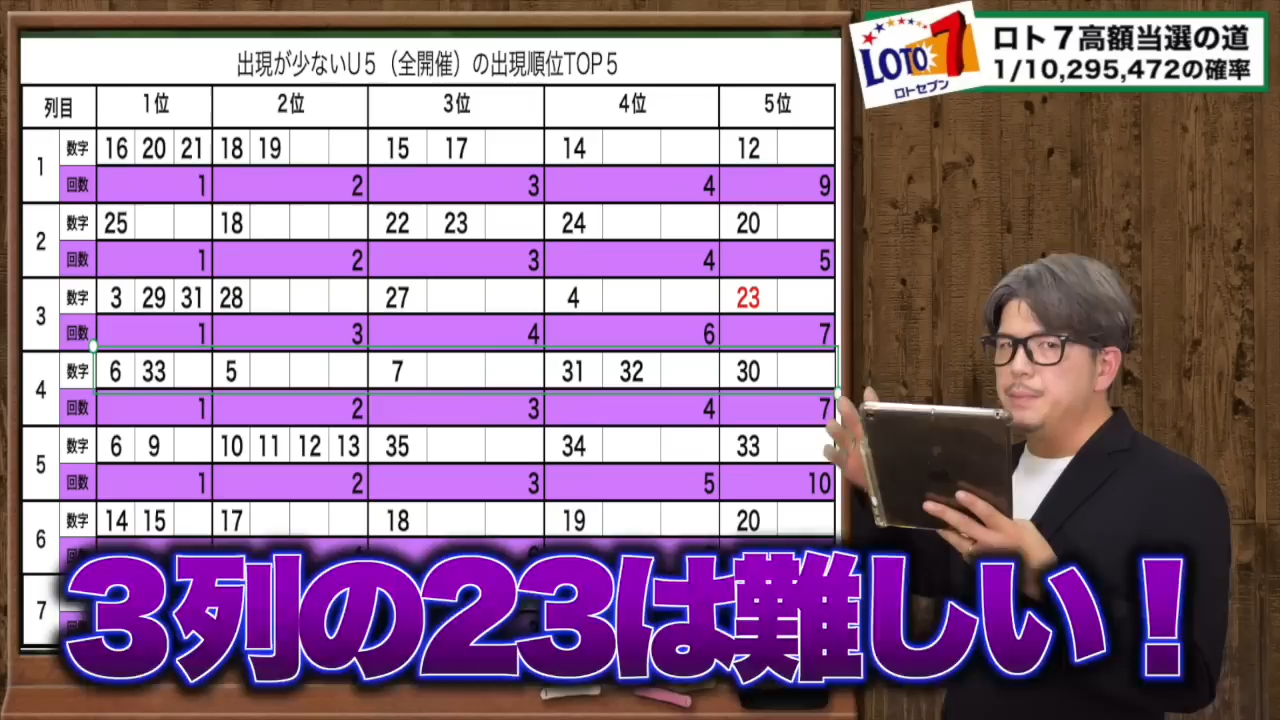 出現が少ないU5（全開催）の出現順位TOP5
LOTO7
ロトセブン
ロト7高額当選の道
1/10,295,472の確率
列目 1位 2位 3位 4位 5位
1 数字 16 20 21 18 19 15 17 14 12
回数 1 2 3 4 9
2 数字 25 18 22 23 24 20
回数 1 2 3 4 5
3 数字 3 29 31 28 27 4 23
回数 1 3 4 6 7
4 数字 6 33 5 7 31 32 30
回数 1 2 3 4 7
5 数字 6 9 10 11 12 13 35 34 33
回数 1 2 3 5 10
6 数字 14 15 17 18 19 20
7
3列の23は難しい！